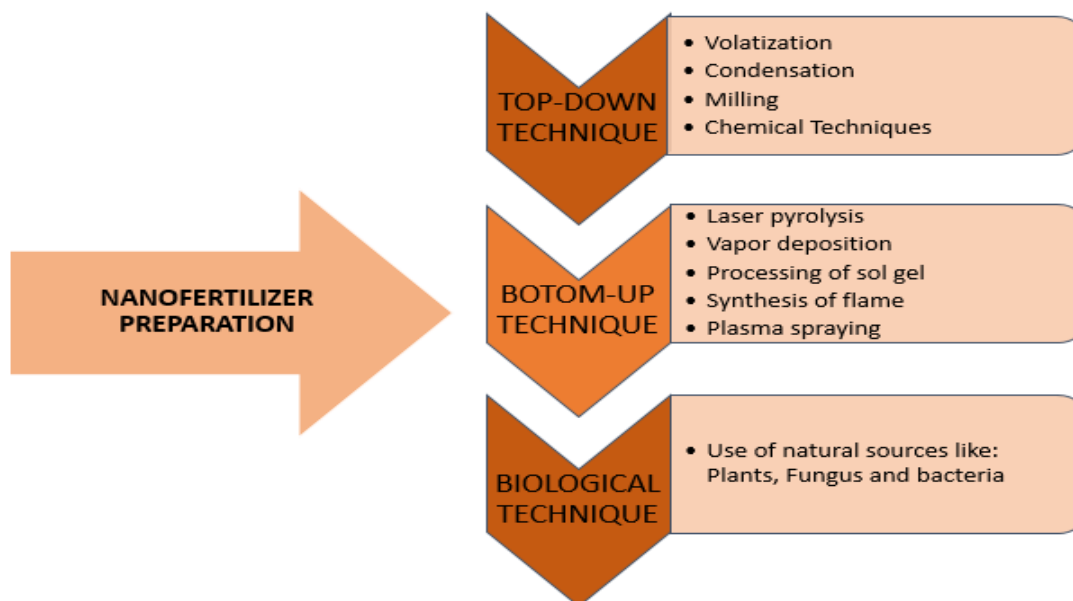 NANOFERTILIZER
PREPARATION
TOP-DOWN
TECHNIQUE
• Volatization
• Condensation
• Milling
• Chemical Techniques
BOTOM-UP
TECHNIQUE
• Laser pyrolysis
• Vapor deposition
• Processing of sol gel
• Synthesis of flame
• Plasma spraying
BIOLOGICAL
TECHNIQUE
• Use of natural sources like:
Plants, Fungus and bacteria